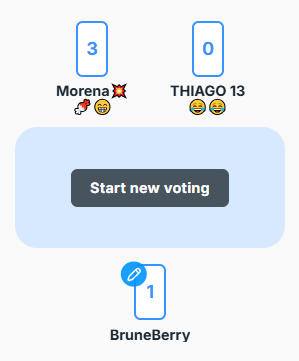 3 0
Morena💥 THIAGO 13
📌😁 😂😂
Start new voting
1
BruneBerry